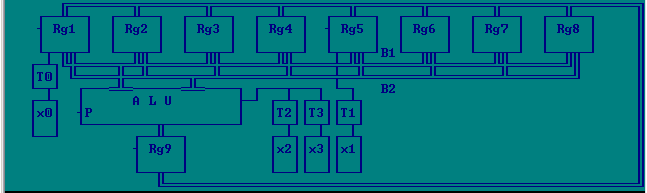 Rg1 Rg2 Rg3 Rg4 Rg5 Rg6 Rg7 Rg8
B1
T0
B2
A L U
x0 P T2 T3 T1
Rg9 x2 x3 x1